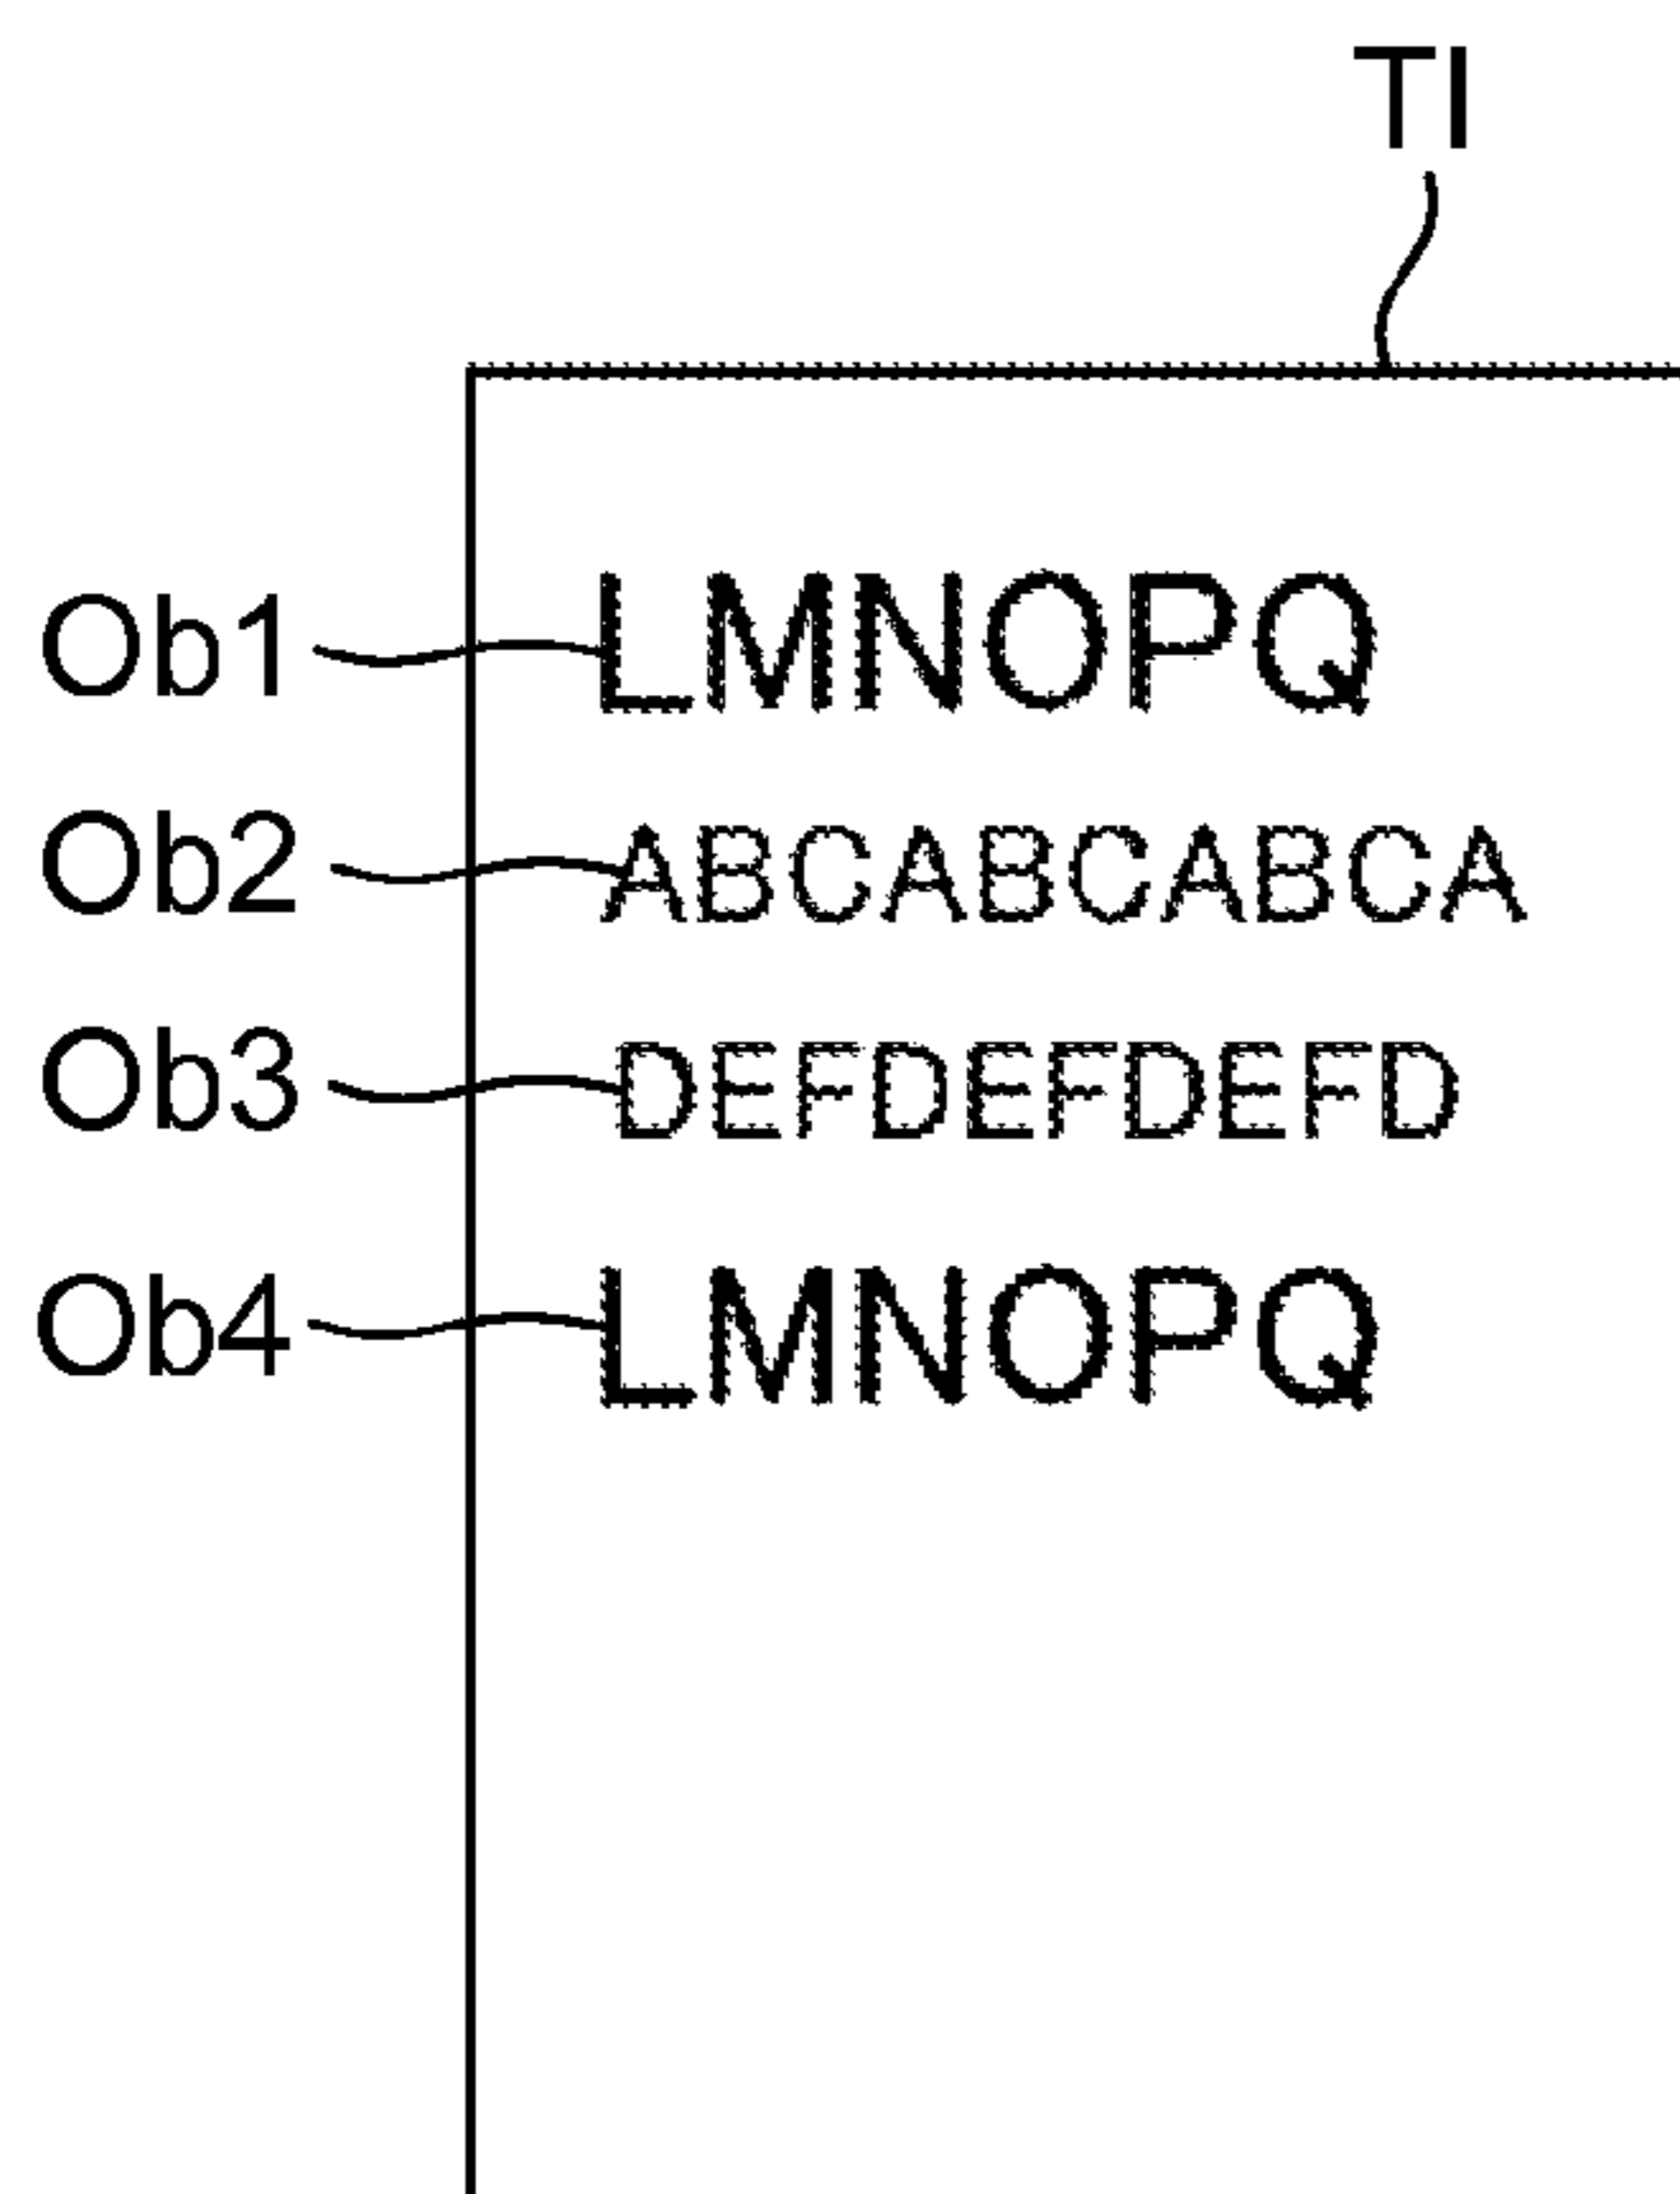 TI
Ob1 LMNOPQ
Ob2 ABCABCABCA
Ob3 DEFDEFDEFD
Ob4 LMNOPQ